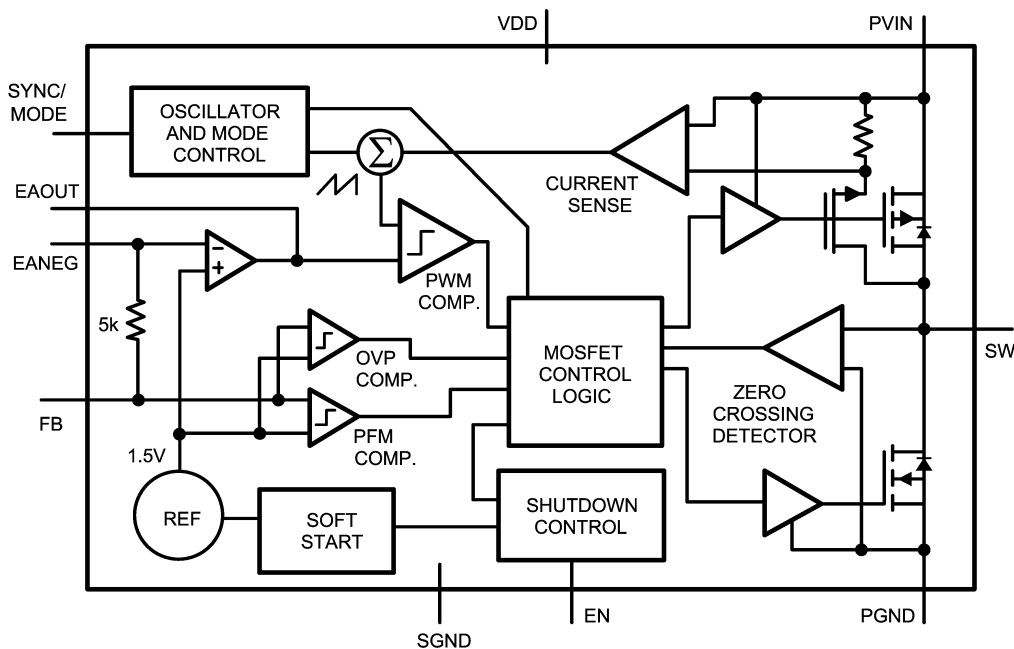 VDD
PVIN
SYNC/
MODE
OSCILLATOR
AND MODE
CONTROL
Σ
CURRENT
SENSE
EAOUT
EANEG
−
+
PWM
COMP.
5k
OVP
COMP.
MOSFET
CONTROL
LOGIC
SW
ZERO
CROSSING
DETECTOR
FB
PFM
COMP.
1.5V
REF
SOFT
START
SHUTDOWN
CONTROL
SGND
EN
PGND